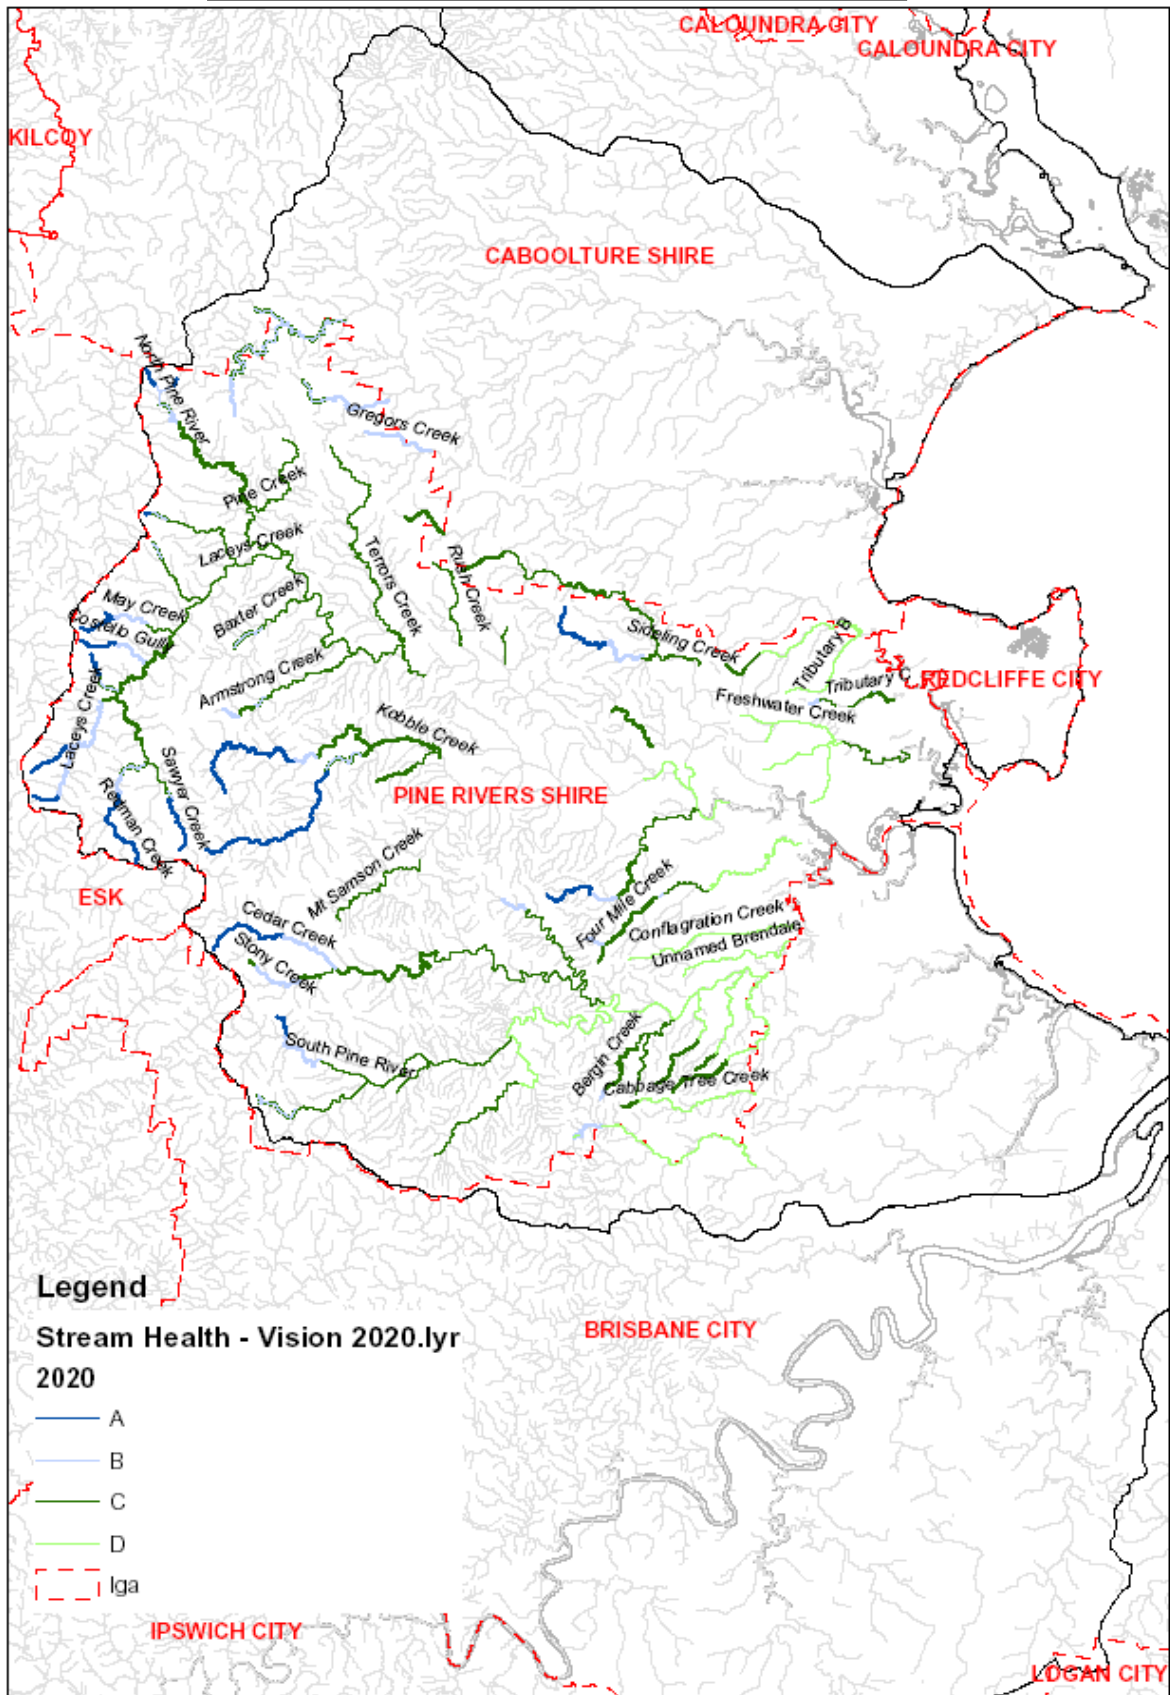 CALOUNDRA CITY
CALOUNDRA CITY
KILCOY
CABOOLTURE SHIRE
North Pine River
Gregors Creek
Pine Creek
Laceys Creek
Terrors Creek
Rush Creek
May Creek
Costello Gully
Baxter Creek
Sideling Creek
Tributary B
Tributary C
REDCLIFFE CITY
Armstrong Creek
Laceys Creek
Freshwater Creek
Kobble Creek
Sawyer Creek
Redman Creek
PINE RIVERS SHIRE
Mt Samson Creek
ESK
Cedar Creek
Four Mile Creek
Conflagration Creek
Stony Creek
Unnamed Brendale
South Pine River
Bergin Creek
Cabbage Tree Creek
Legend
Stream Health - Vision 2020.lyr
2020
A
B
C
D
lga
BRISBANE CITY
IPSWICH CITY
LOGAN CITY